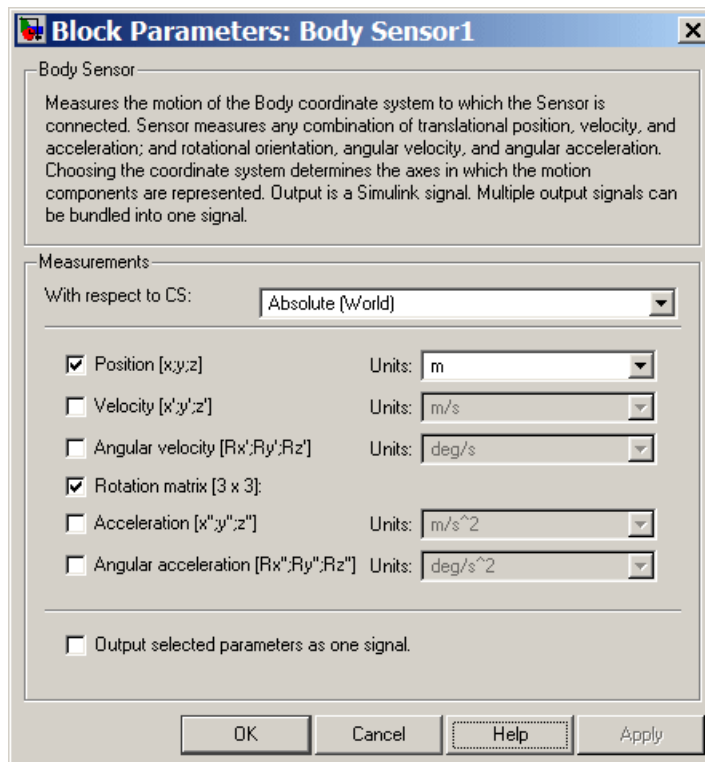 Block Parameters: Body Sensor1
Body Sensor
Measures the motion of the Body coordinate system to which the Sensor is
connected. Sensor measures any combination of translational position, velocity, and
acceleration; and rotational orientation, angular velocity, and angular acceleration.
Choosing the coordinate system determines the axes in which the motion
components are represented. Output is a Simulink signal. Multiple output signals can
be bundled into one signal.
Measurements
With respect to CS: Absolute (World)
Position [x;y;z] Units: m
Velocity [x';y';z'] Units: m/s
Angular velocity [Rx';Ry';Rz'] Units: deg/s
Rotation matrix [3 x 3]:
Acceleration [x'';y'';z''] Units: m/s^2
Angular acceleration [Rx'';Ry'';Rz''] Units: deg/s^2
Output selected parameters as one signal.
OK Cancel Help Apply